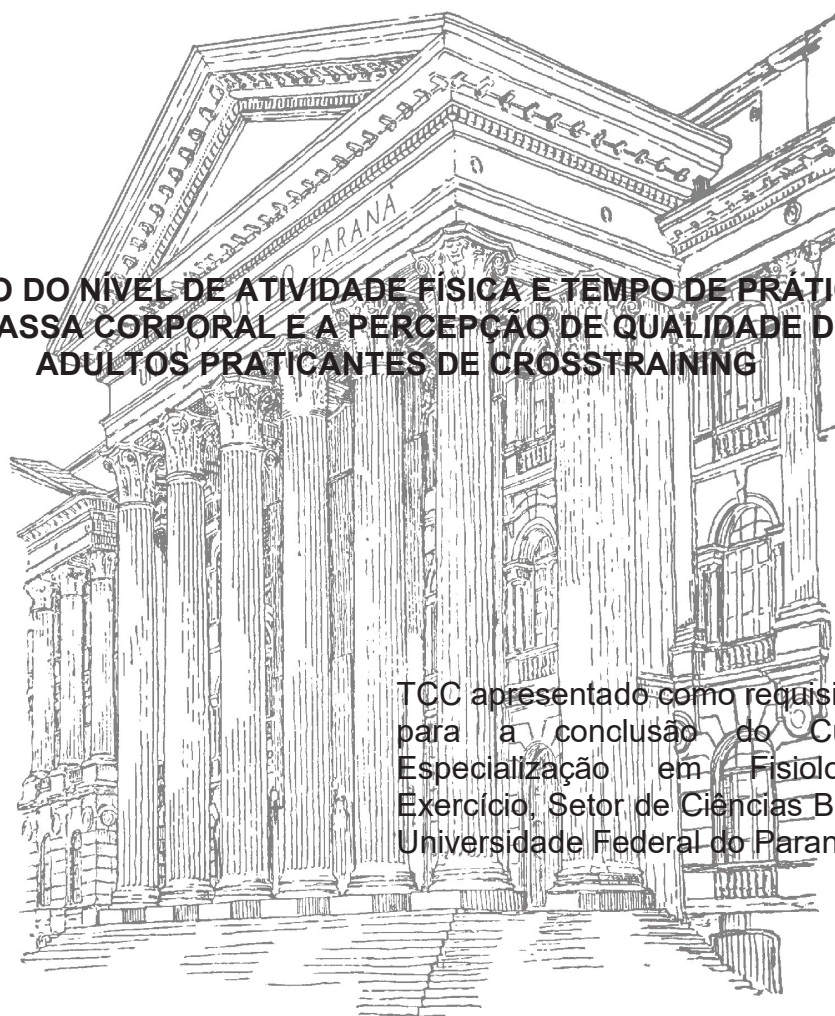 O PARANÁ
O DO NÍVEL DE ATIVIDADE FÍSICA E TEMPO DE PRÁTIC
ASSA CORPORAL E A PERCEPÇÃO DE QUALIDADE D
ADULTOS PRATICANTES DE CROSSTRAINING
TCC apresentado como requisi
para a conclusão do Cu
Especialização em Fisiolo
Exercício, Setor de Ciências B
Universidade Federal do Paran